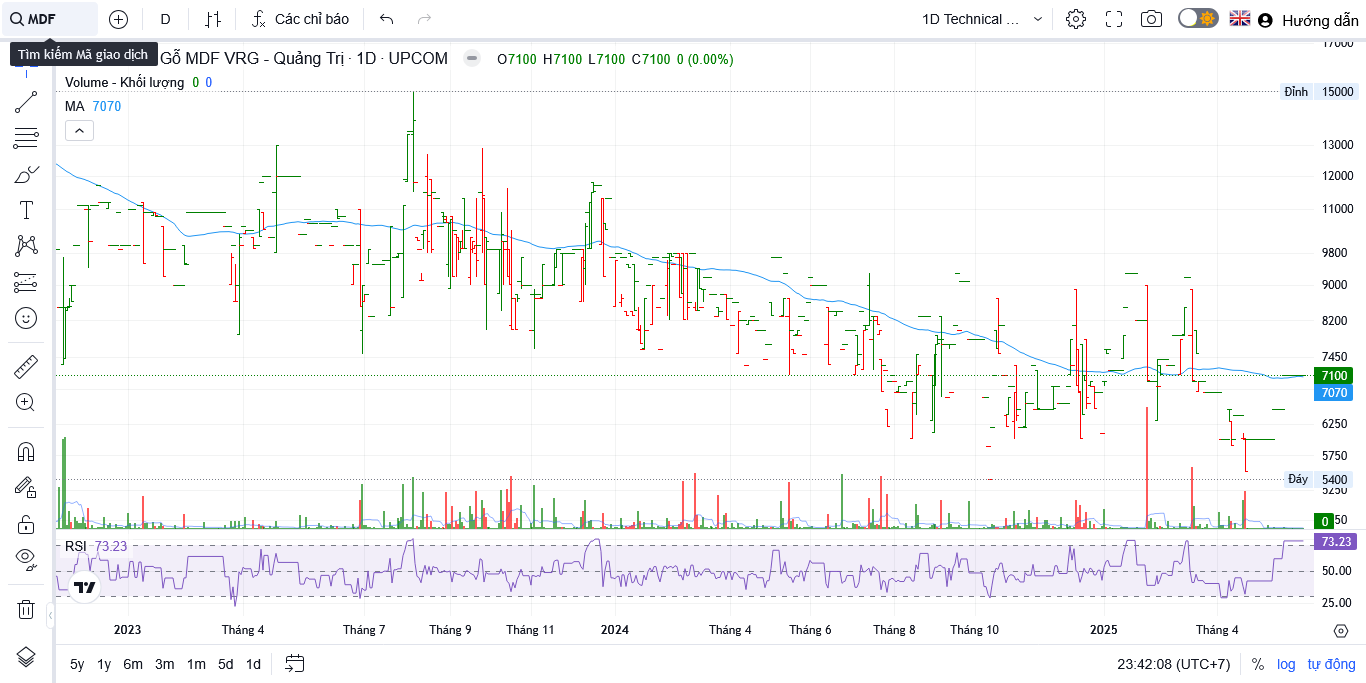 MDF
D
Các chỉ báo
1D Technical ...
Hướng dẫn
Tìm kiếm Mã giao dịch
Gỗ MDF VRG - Quảng Trị · 1D · UPCOM
O7100 H7100 L7100 C7100 0 (0.00%)
Volume - Khối lượng 0 0
MA 7070
17000
Đỉnh 15000
13000
12000
11000
9800
9000
8200
7450
7100
7070
6250
5750
Đáy 5400
5250
0
50
RSI 73.23
73.23
50.00
25.00
2023 Tháng 4 Tháng 7 Tháng 9 Tháng 11 2024 Tháng 4 Tháng 6 Tháng 8 Tháng 10 2025 Tháng 4
5y 1y 6m 3m 1m 5d 1d
23:42:08 (UTC+7) % log tự động